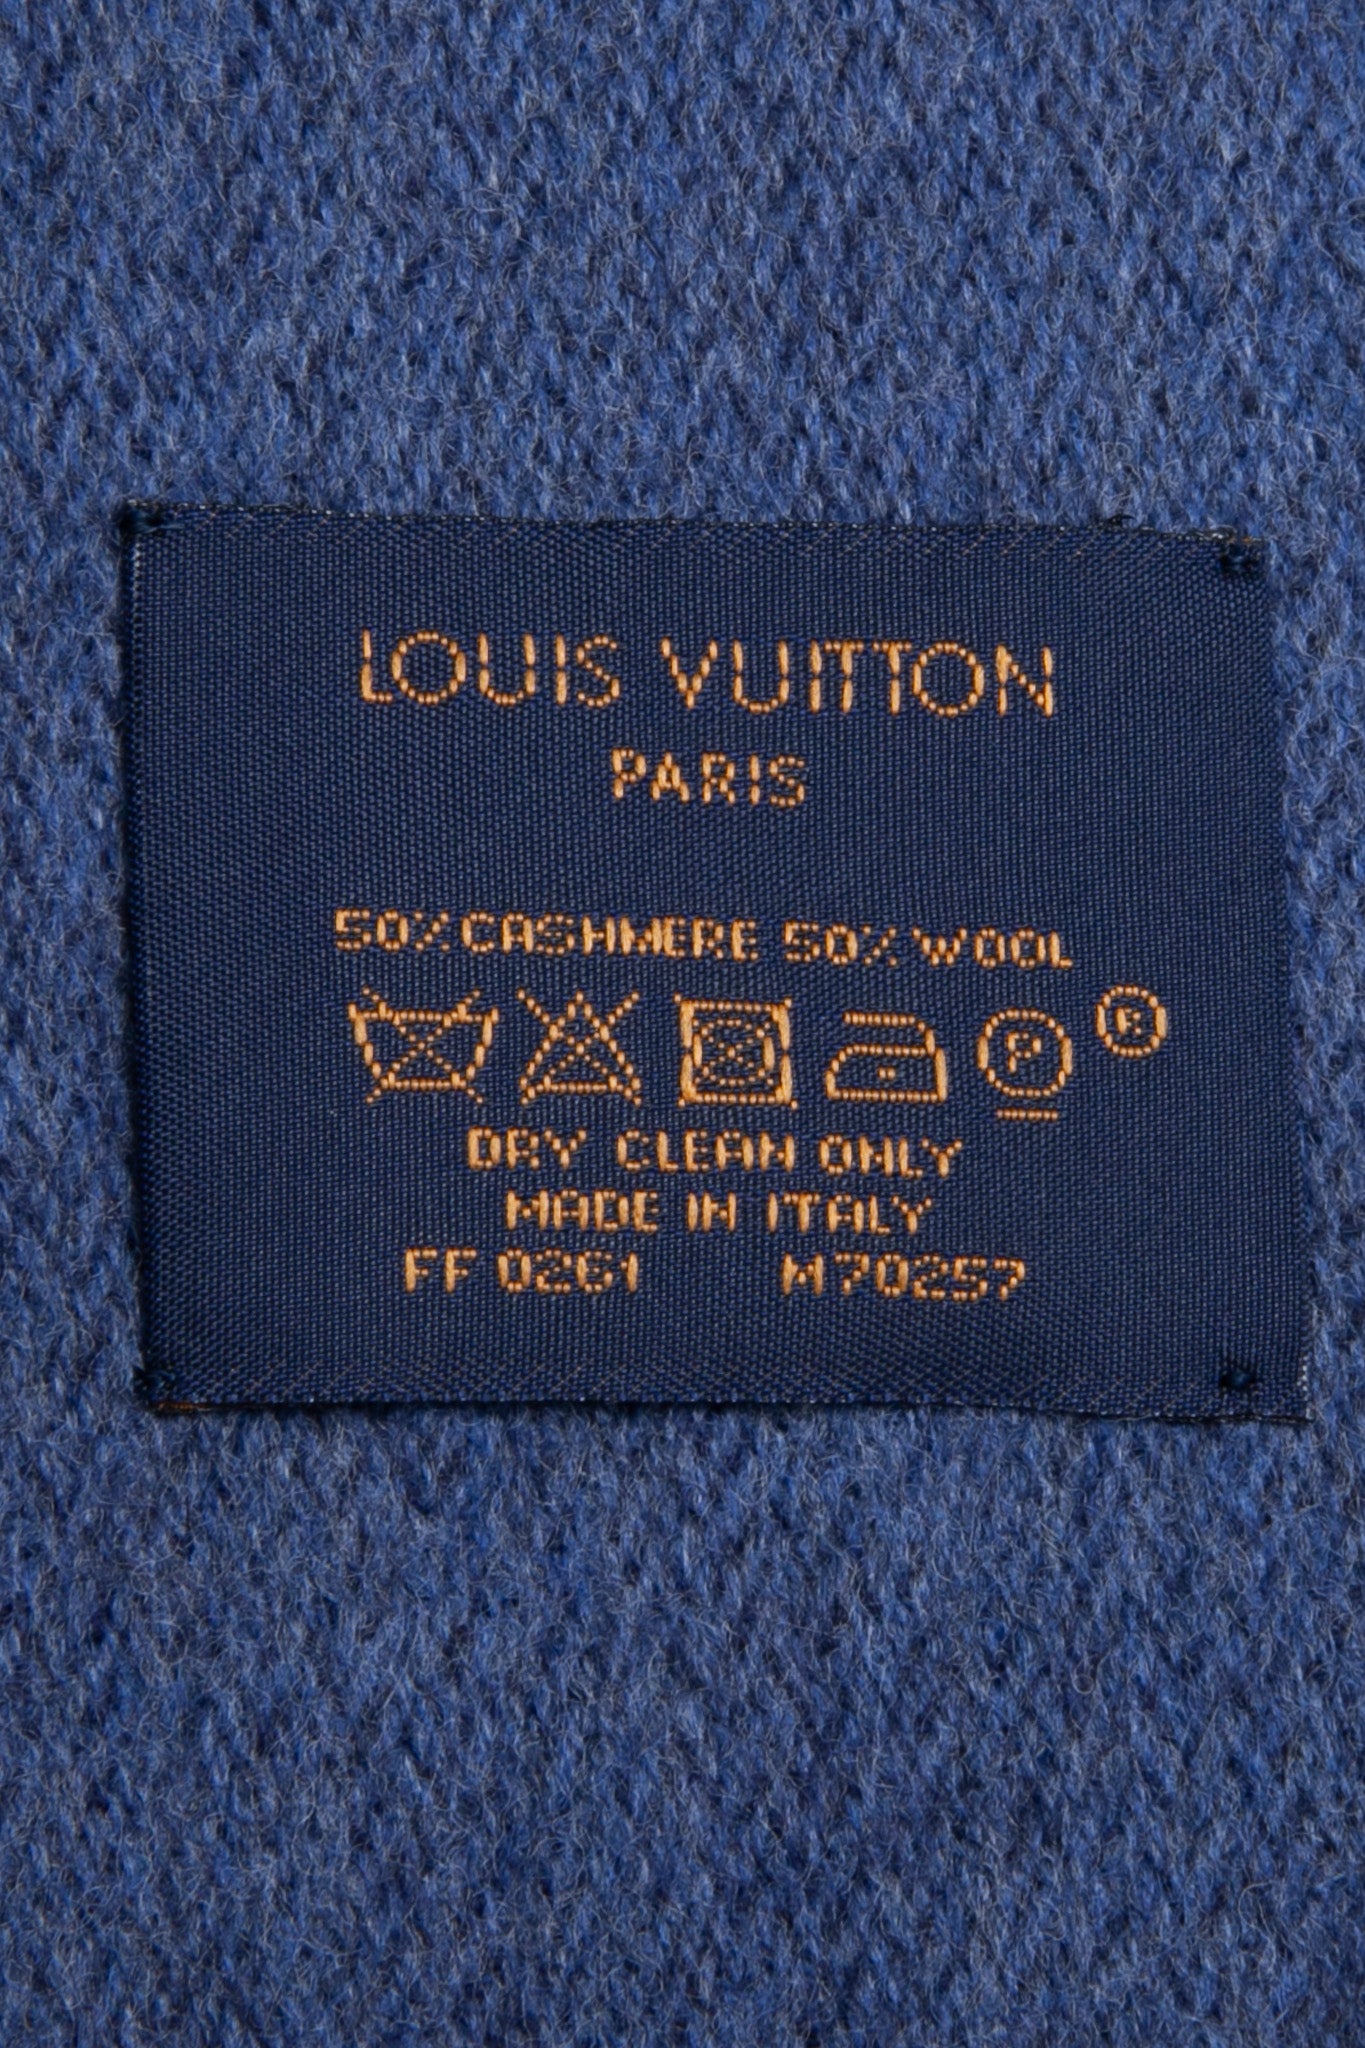 LOUIS VUITTON
PARIS
50% CASHMERE 50% WOOL
P ®
DRY CLEAN ONLY
MADE IN ITALY
FF 0261 M70257